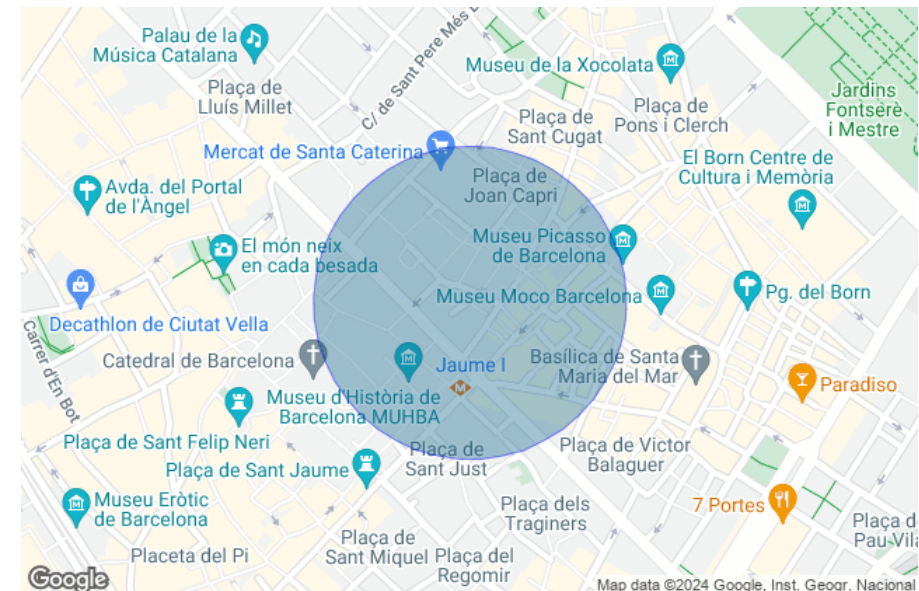 Palau de la
Música Catalana
C/ de Sant Pere Més
Museu de la Xocolata
Plaça de
Lluís Millet
Plaça de
Sant Cugat
Plaça de
Pons i Clerch
Jardins
Fontserè
i Mestre
Mercat de Santa Caterina
El Born Centre de
Cultura i Memòria
Avda. del Portal
de l'Àngel
Plaça de
Joan Capri
El món neix
en cada besada
Museu Picasso
de Barcelona
Museu Moco Barcelona
Pg. del Born
Decathlon de Ciutat Vella
Carrer d'En Bot
Catedral de Barcelona
Jaume I
M
Basílica de Santa
Maria del Mar
Paradiso
Museu d'Història de
Barcelona MUHBA
Plaça de Sant Felip Neri
Plaça de
Sant Just
Plaça de Victor
Balaguer
Plaça de Sant Jaume
Museu Eròtic
de Barcelona
Plaça dels
Traginers
7 Portes
Plaça d
Pau Vila
Placeta del Pi
Plaça de
Sant Miquel
Plaça del
Regomir
Google
Map data ©2024 Google, Inst. Geogr. Nacional